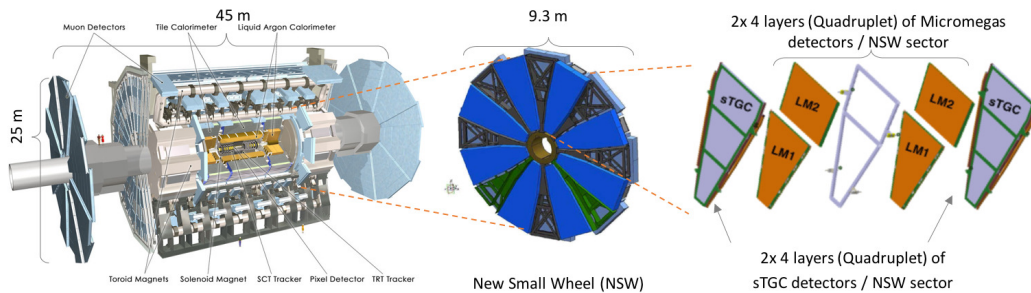 45 m
9.3 m
Muon Detectors
Tile Calorimeter
Liquid Argon Calorimeter
25 m
Toroid Magnets
Solenoid Magnet
SCT Tracker
Pixel Detector
TRT Tracker
New Small Wheel (NSW)
2x 4 layers (Quadruplet) of Micromegas
detectors / NSW sector
sTGC
LM2
LM1
LM2
LM1
sTGC
2x 4 layers (Quadruplet) of
sTGC detectors / NSW sector